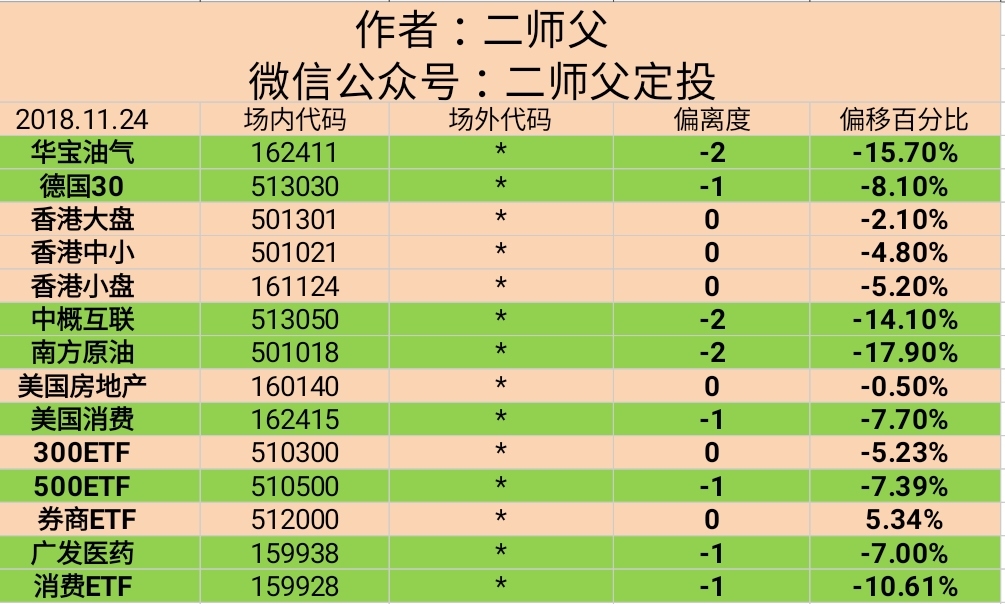 作者：二师父
微信公众号：二师父定投
2018.11.24 场内代码 场外代码 偏离度 偏移百分比
华宝油气 162411 * -2 -15.70%
德国30 513030 * -1 -8.10%
香港大盘 501301 * 0 -2.10%
香港中小 501021 * 0 -4.80%
香港小盘 161124 * 0 -5.20%
中概互联 513050 * -2 -14.10%
南方原油 501018 * -2 -17.90%
美国房地产 160140 * 0 -0.50%
美国消费 162415 * -1 -7.70%
300ETF 510300 * 0 -5.23%
500ETF 510500 * -1 -7.39%
券商ETF 512000 * 0 5.34%
广发医药 159938 * -1 -7.00%
消费ETF 159928 * -1 -10.61%